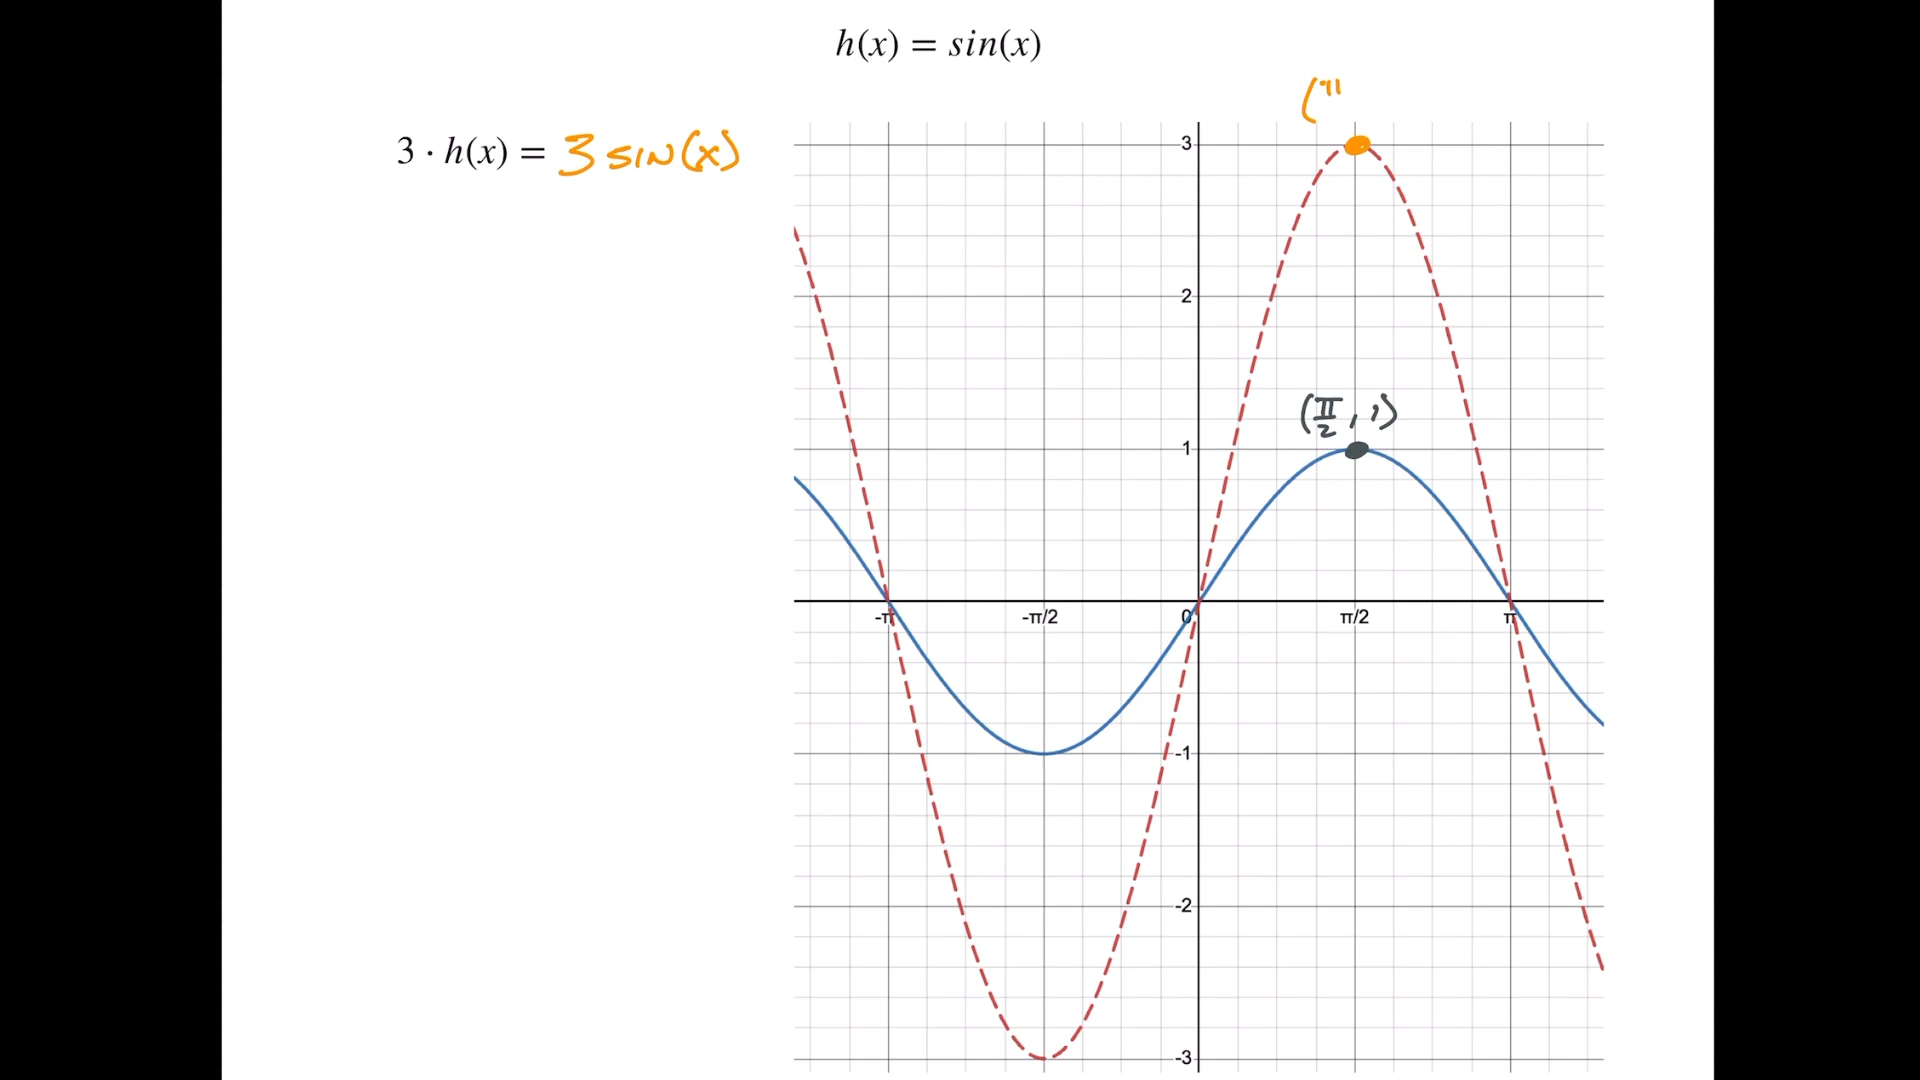 h(x) = sin(x)
(π
3 · h(x) = 3 SIN(x)
3
2
(π/2, 1)
1
-π
-π/2
0
π/2
π
-1
-2
-3